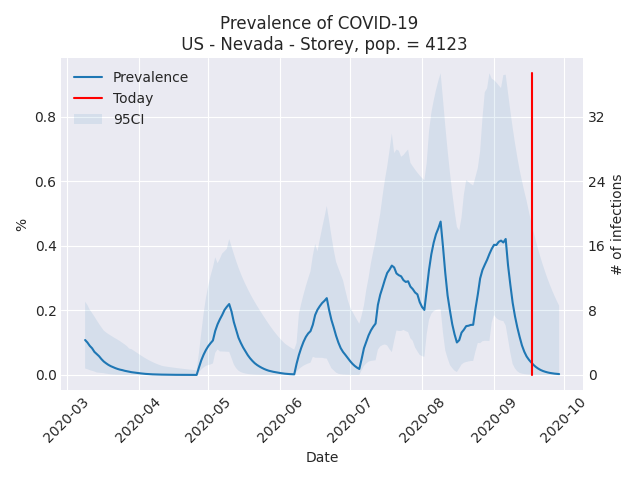 Prevalence of COVID-19
US - Nevada - Storey, pop. = 4123
Prevalence
Today
95CI
0.8
0.6
0.4
0.2
0.0
%
32
24
16
8
0
# of infections
2020-03
2020-04
2020-05
2020-06
2020-07
2020-08
2020-09
2020-10
Date